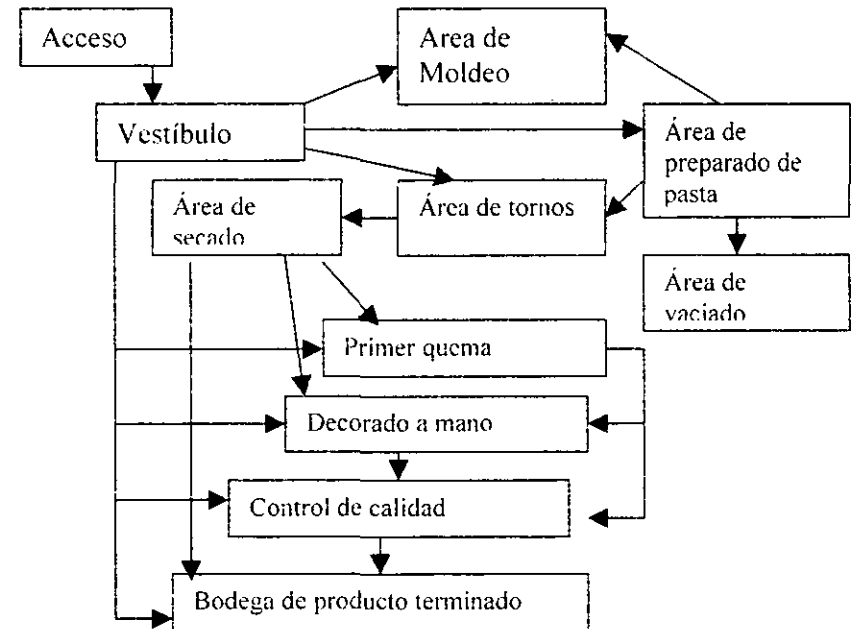 Acceso
Area de
Moldeo
Vestíbulo
Área de
preparado de
pasta
Área de
secado
Área de tornos
Área de
vaciado
Primer quema
Decorado a mano
Control de calidad
Bodega de producto terminado